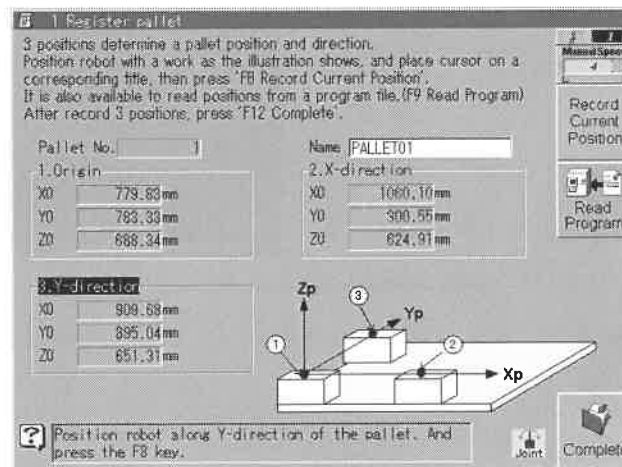 1 Register pallet
3 positions determine a pallet position and direction.
Position robot with a work as the illustration shows, and place cursor on a
corresponding title, then press 'F8 Record Current Position'.
It is also available to read positions from a program file.(F9 Read Program)
After record 3 positions, press 'F12 Complete'.
Manual Speed
4
Record
Current
Position
Read
Program
Pallet No. 1
Name PALLET01
1.Origin
X0 779.83mm
Y0 783.33mm
Z0 688.34mm
2.X-direction
X0 1060.10mm
Y0 900.55mm
Z0 624.91mm
3.Y-direction
X0 909.68mm
Y0 895.04mm
Z0 651.31mm
Zp
3
Yp
1
2
Xp
Position robot along Y-direction of the pallet. And
press the F8 key.
Joint
Complete